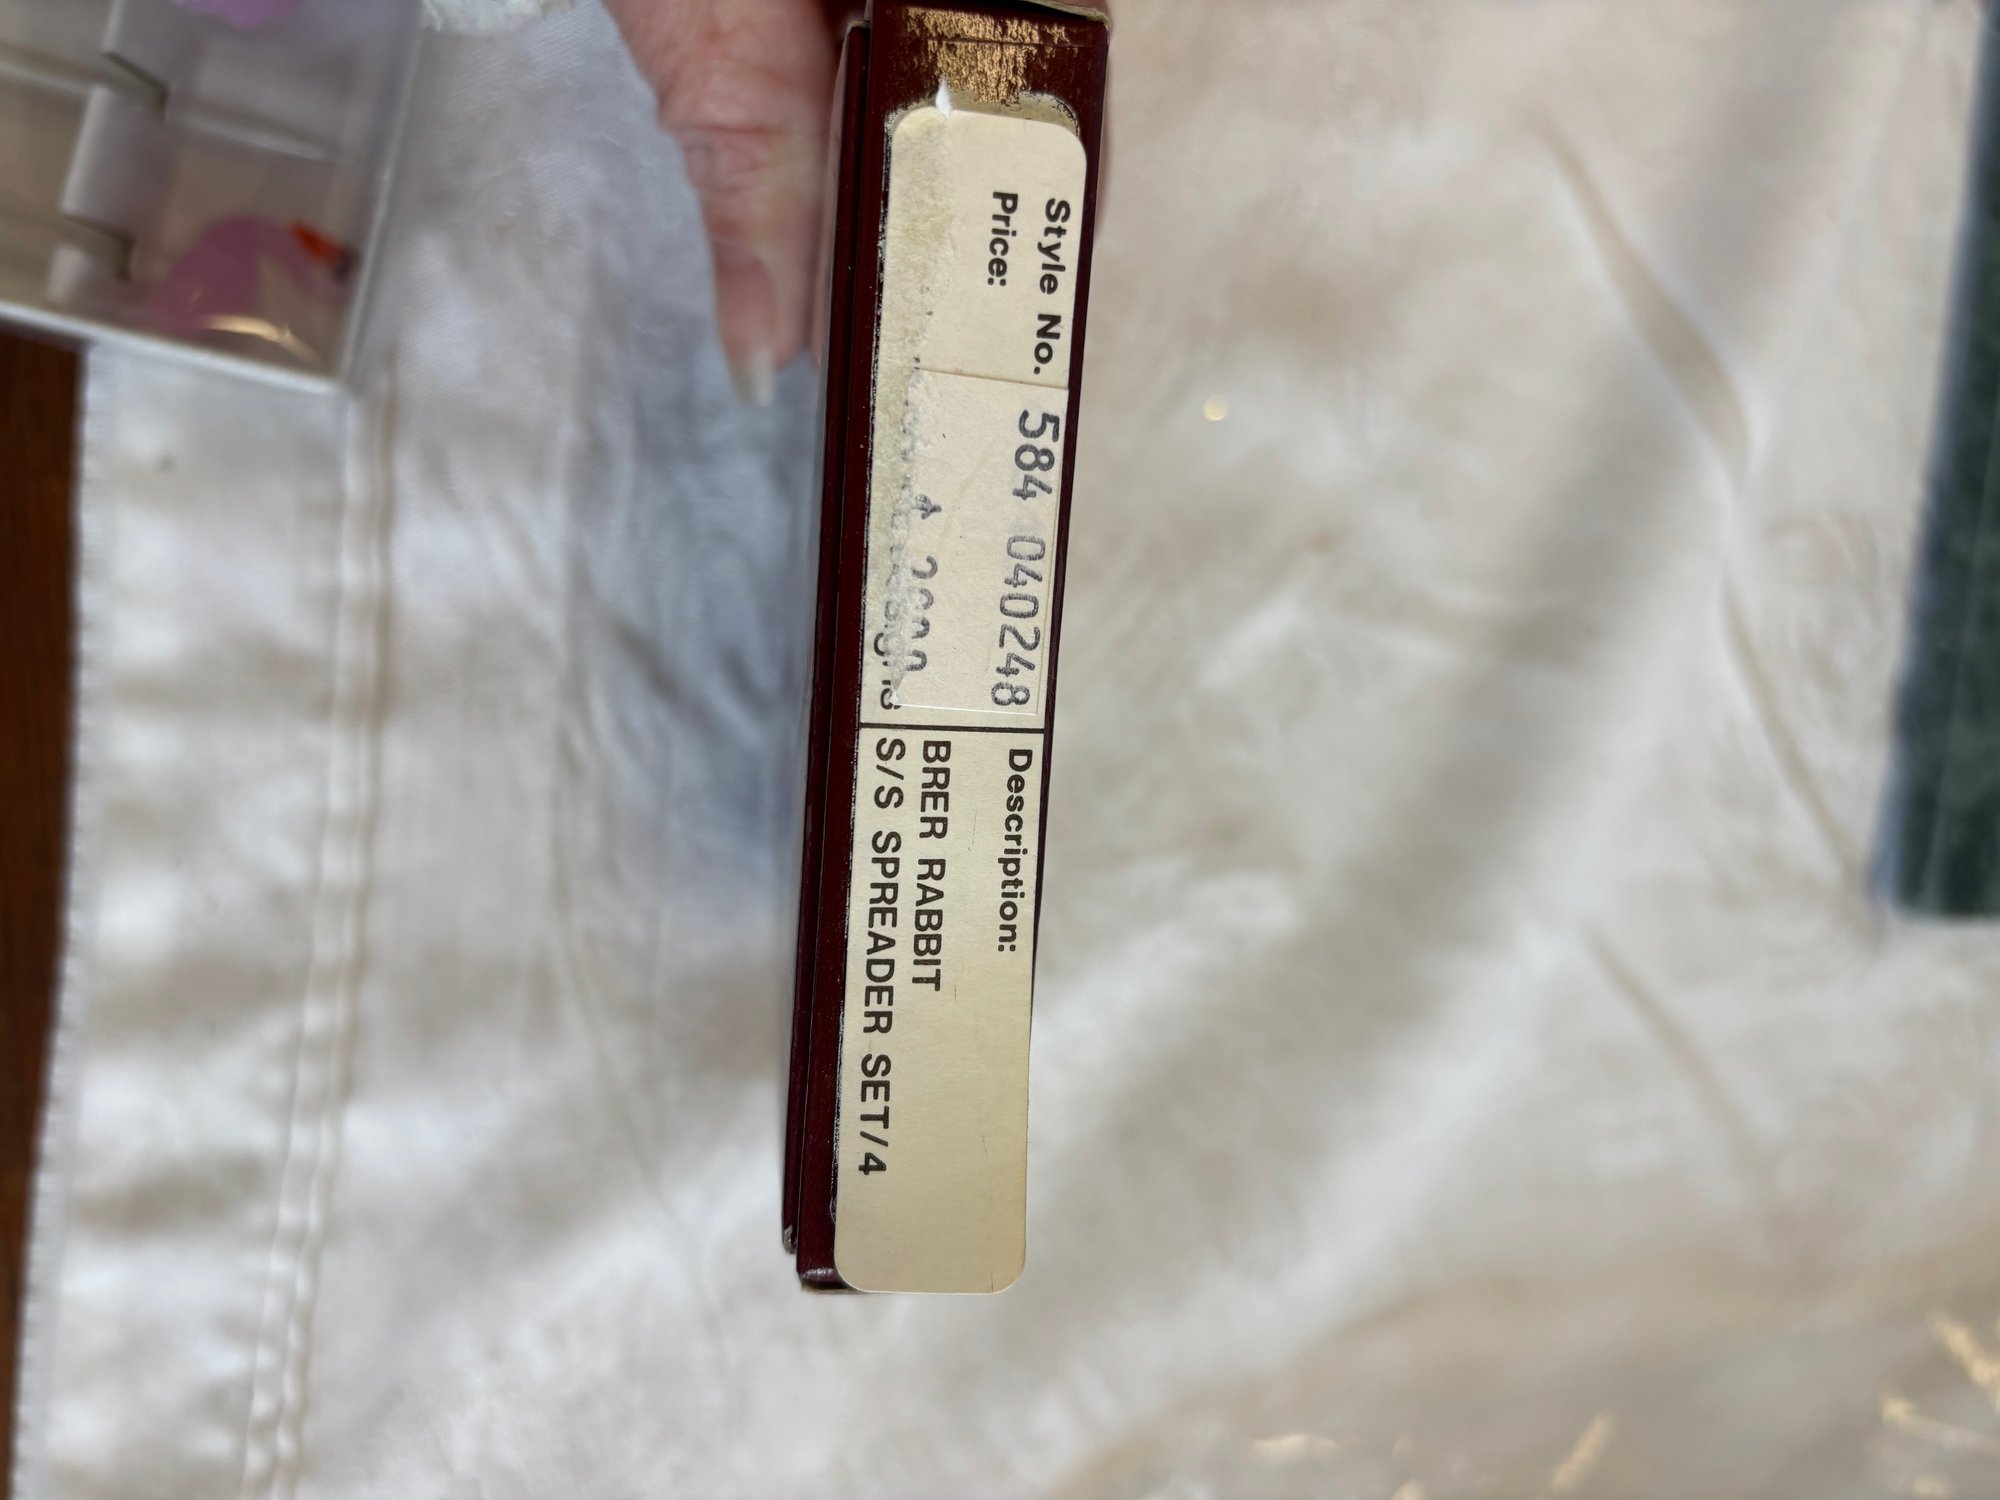 Style No. 584 040248
Price:
Description:
BRER RABBIT
S/S SPREADER SET/4